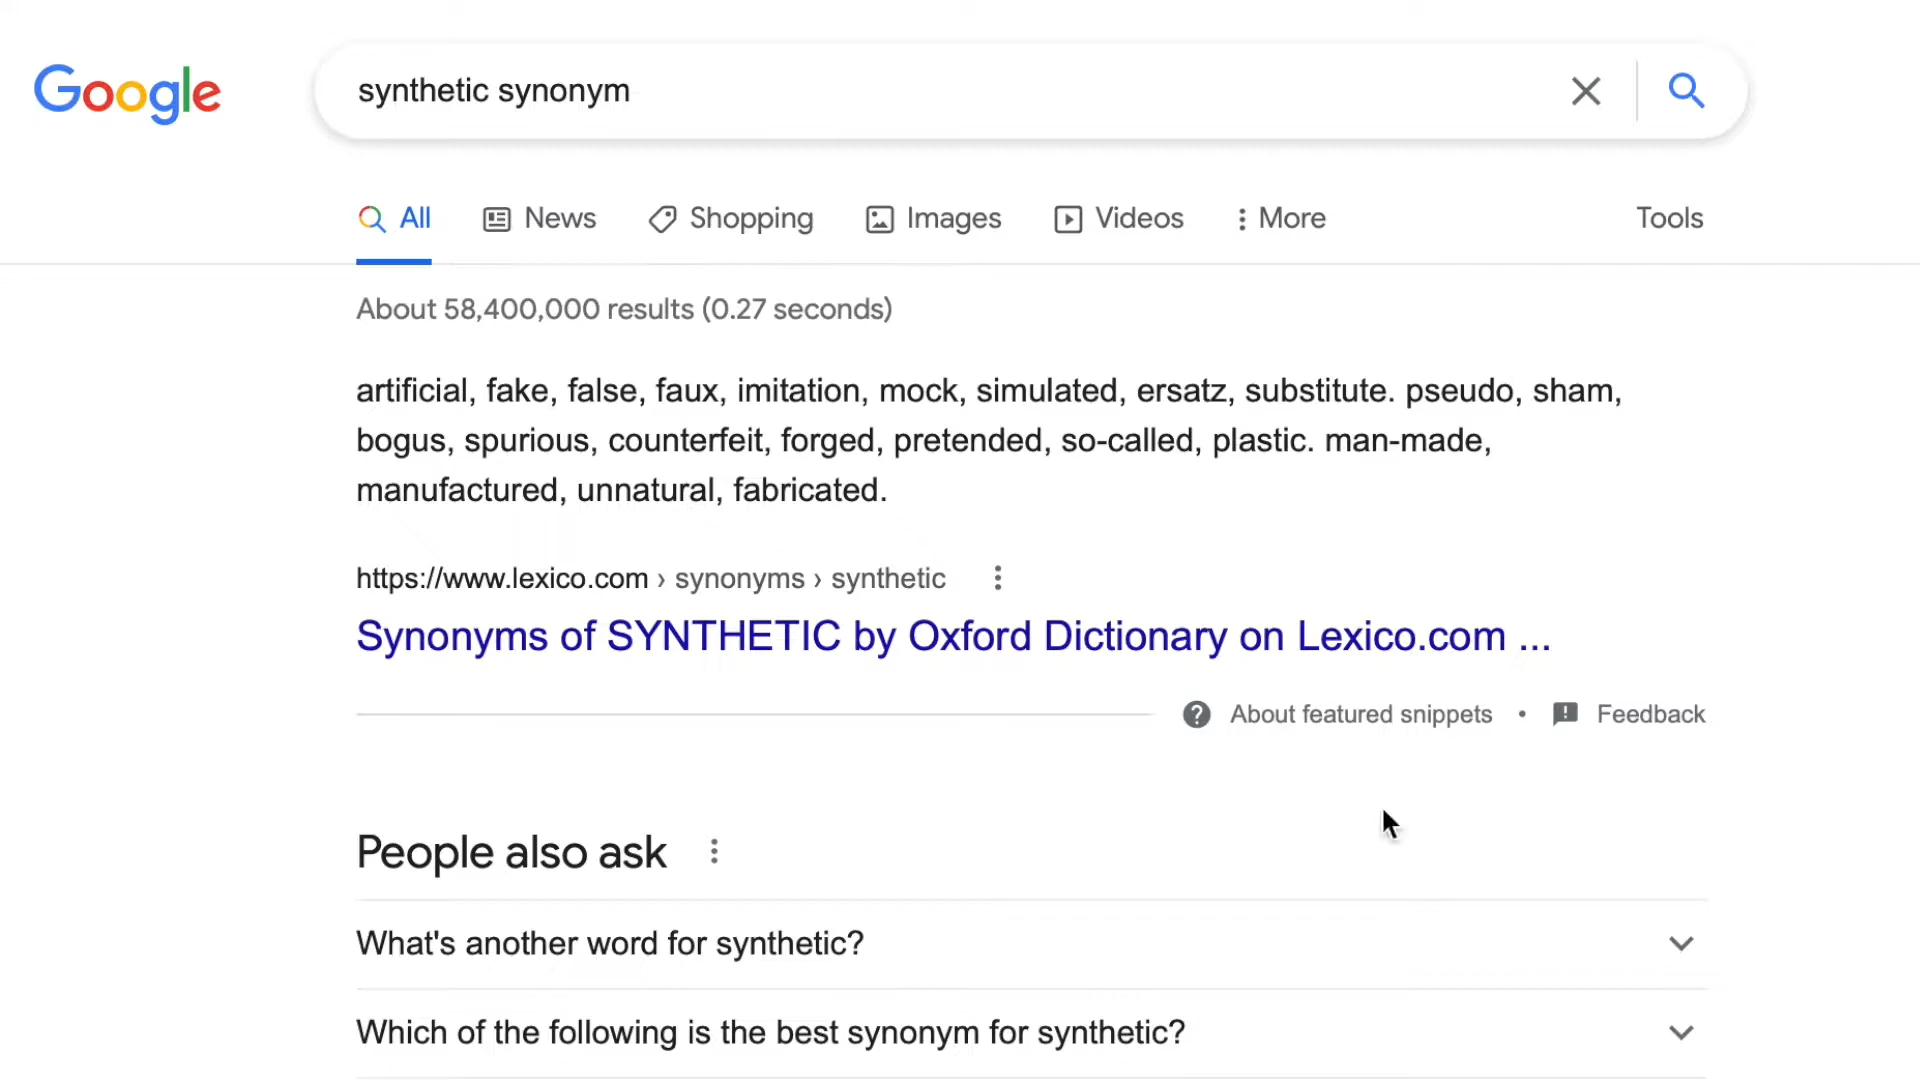 Google
synthetic synonym
All News Shopping Images Videos More Tools
About 58,400,000 results (0.27 seconds)
artificial, fake, false, faux, imitation, mock, simulated, ersatz, substitute. pseudo, sham,
bogus, spurious, counterfeit, forged, pretended, so-called, plastic. man-made,
manufactured, unnatural, fabricated.
https://www.lexico.com › synonyms › synthetic
Synonyms of SYNTHETIC by Oxford Dictionary on Lexico.com ...
About featured snippets • Feedback
People also ask
What's another word for synthetic?
Which of the following is the best synonym for synthetic?